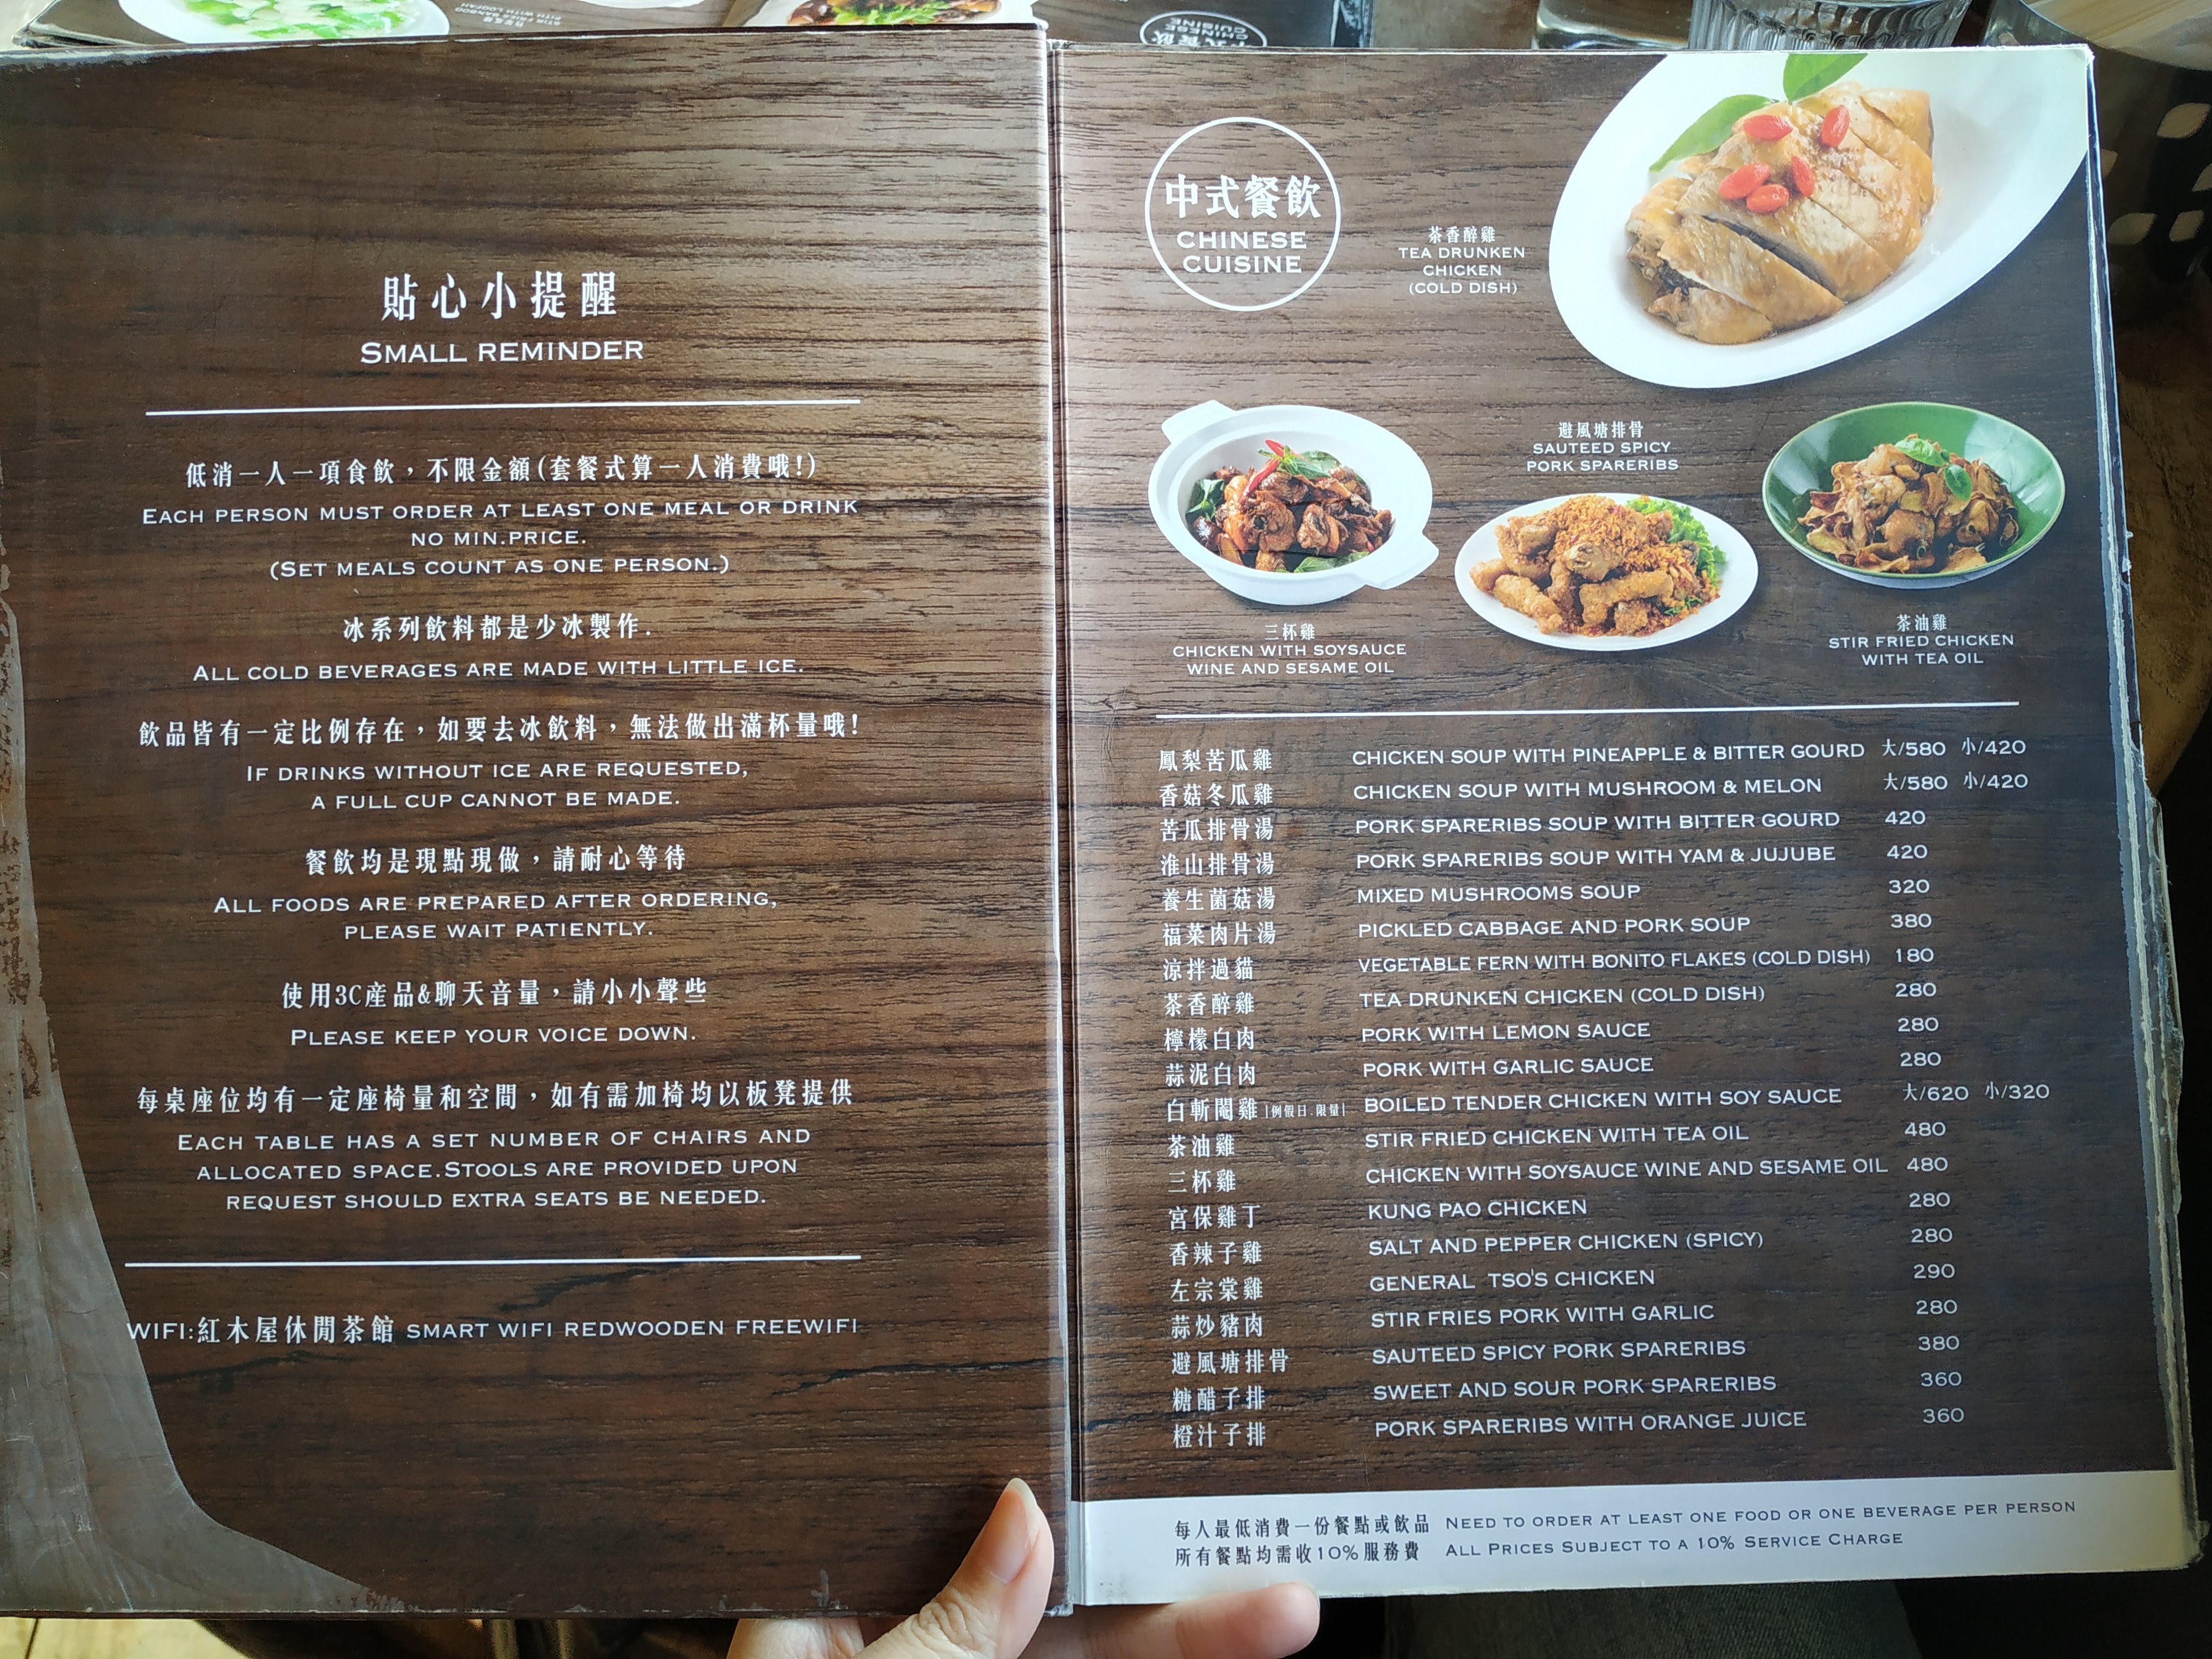 貼心小提醒
SMALL REMINDER
低消一人一項食飲，不限金額(套餐式算一人消費哦!)
EACH PERSON MUST ORDER AT LEAST ONE MEAL OR DRINK
NO MIN.PRICE.
(SET MEALS COUNT AS ONE PERSON.)
冰系列飲料都是少冰製作.
ALL COLD BEVERAGES ARE MADE WITH LITTLE ICE.
飲品皆有一定比例存在，如要去冰飲料，無法做出滿杯量哦!
IF DRINKS WITHOUT ICE ARE REQUESTED,
A FULL CUP CANNOT BE MADE.
餐飲均是現點現做，請耐心等待
ALL FOODS ARE PREPARED AFTER ORDERING,
PLEASE WAIT PATIENTLY.
使用3C產品&聊天音量，請小小聲些
PLEASE KEEP YOUR VOICE DOWN.
每桌座位均有一定座椅量和空間，如有需加椅均以板凳提供
EACH TABLE HAS A SET NUMBER OF CHAIRS AND
ALLOCATED SPACE.STOOLS ARE PROVIDED UPON
REQUEST SHOULD EXTRA SEATS BE NEEDED.
WIFI:紅木屋休閒茶館 SMART WIFI REDWOODEN FREEWIFI
中式餐飲
CHINESE
CUISINE
茶香醉雞
TEA DRUNKEN
CHICKEN
(COLD DISH)
避風塘排骨
SAUTEED SPICY
PORK SPARERIBS
三杯雞
CHICKEN WITH SOYSAUCE
WINE AND SESAME OIL
茶油雞
STIR FRIED CHICKEN
WITH TEA OIL
鳳梨苦瓜雞 CHICKEN SOUP WITH PINEAPPLE & BITTER GOURD 大/580 小/420
香菇冬瓜雞 CHICKEN SOUP WITH MUSHROOM & MELON 大/580 小/420
苦瓜排骨湯 PORK SPARERIBS SOUP WITH BITTER GOURD 420
淮山排骨湯 PORK SPARERIBS SOUP WITH YAM & JUJUBE 420
養生菌菇湯 MIXED MUSHROOMS SOUP 320
福菜肉片湯 PICKLED CABBAGE AND PORK SOUP 380
涼拌過貓 VEGETABLE FERN WITH BONITO FLAKES (COLD DISH) 180
茶香醉雞 TEA DRUNKEN CHICKEN (COLD DISH) 280
檸檬白肉 PORK WITH LEMON SAUCE 280
蒜泥白肉 PORK WITH GARLIC SAUCE 280
白斬閹雞 [例假日.限量] BOILED TENDER CHICKEN WITH SOY SAUCE 大/620 小/320
茶油雞 STIR FRIED CHICKEN WITH TEA OIL 480
三杯雞 CHICKEN WITH SOYSAUCE WINE AND SESAME OIL 480
宮保雞丁 KUNG PAO CHICKEN 280
香辣子雞 SALT AND PEPPER CHICKEN (SPICY) 280
左宗棠雞 GENERAL TSO'S CHICKEN 290
蒜炒豬肉 STIR FRIES PORK WITH GARLIC 280
避風塘排骨 SAUTEED SPICY PORK SPARERIBS 380
糖醋子排 SWEET AND SOUR PORK SPARERIBS 360
橙汁子排 PORK SPARERIBS WITH ORANGE JUICE 360
每人最低消費一份餐點或飲品 NEED TO ORDER AT LEAST ONE FOOD OR ONE BEVERAGE PER PERSON
所有餐點均需收10%服務費 ALL PRICES SUBJECT TO A 10% SERVICE CHARGE